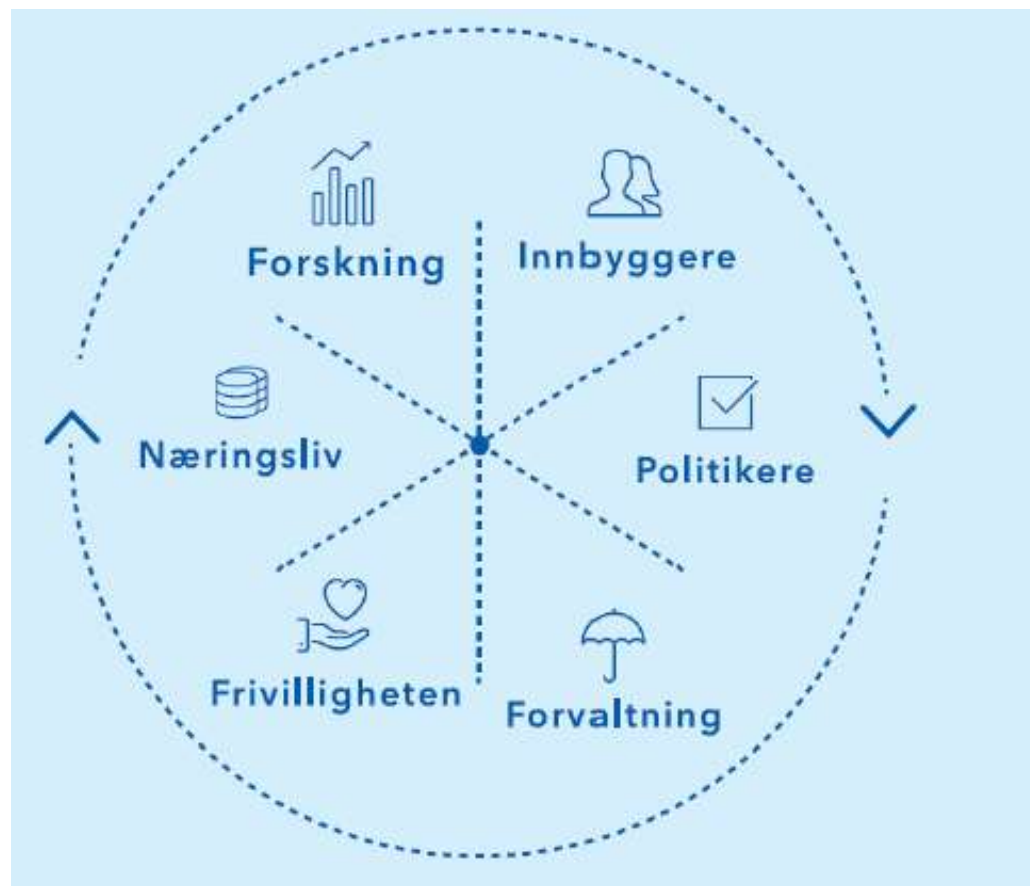 Forskning
Innbyggere
Næringsliv
Politikere
Frivilligheten
Forvaltning